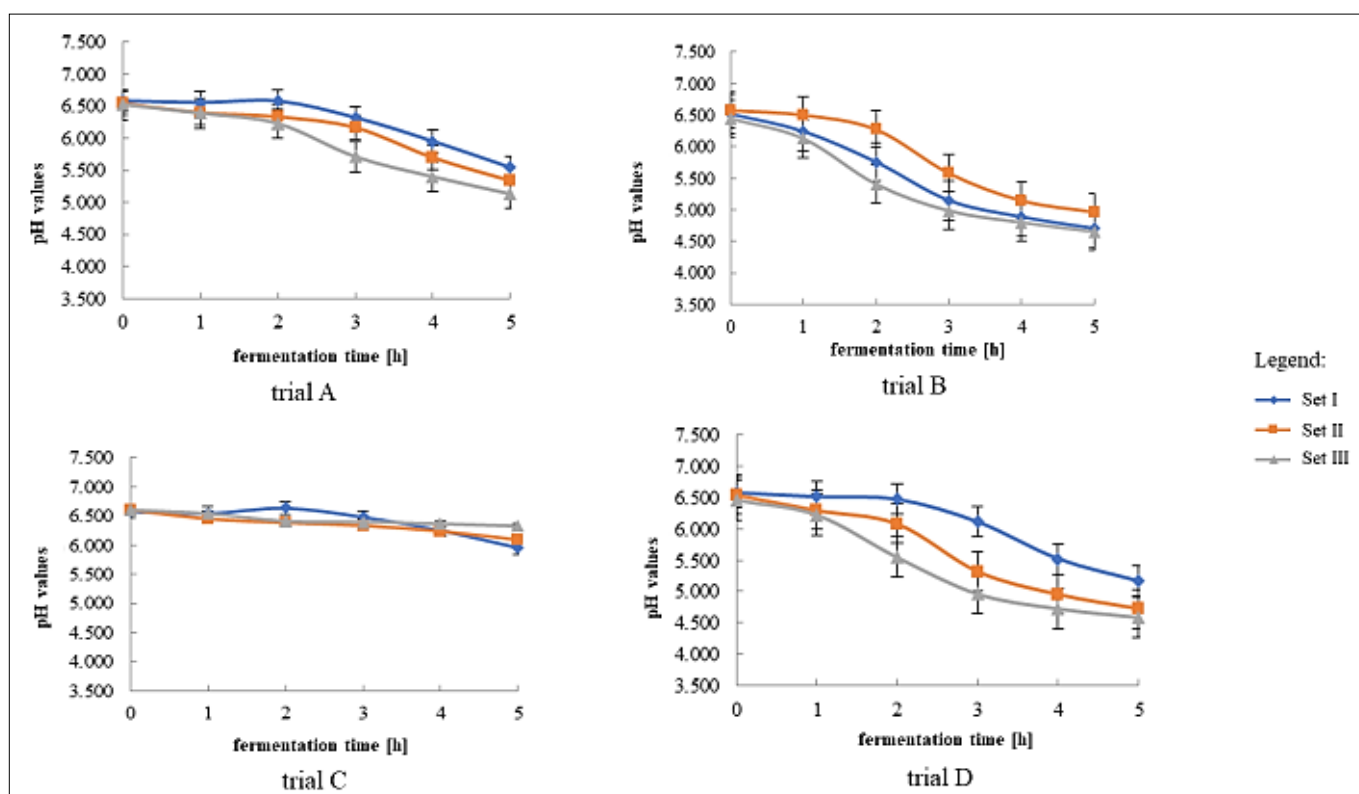 7.500
7.000
6.500
6.000
5.500
5.000
4.500
4.000
3.500
pH values
0 1 2 3 4 5
fermentation time [h]
trial A
7.500
7.000
6.500
6.000
5.500
5.000
4.500
4.000
3.500
pH values
0 1 2 3 4 5
fermentation time [h]
trial B
Legend:
Set I
Set II
Set III
7.500
7.000
6.500
6.000
5.500
5.000
4.500
4.000
3.500
pH values
0 1 2 3 4 5
fermentation time [h]
trial C
7.500
7.000
6.500
6.000
5.500
5.000
4.500
4.000
3.500
pH values
0 1 2 3 4 5
fermentation time [h]
trial D